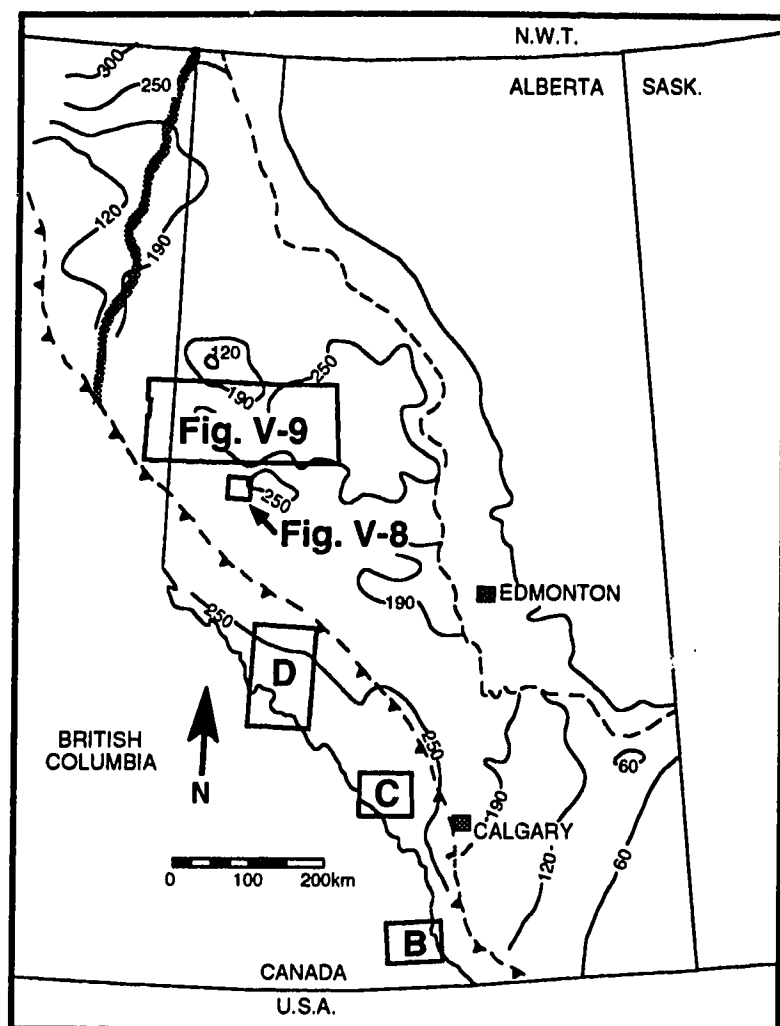 N.W.T.
300
250
ALBERTA
SASK.
120
190
120
250
190
Fig. V-9
250
Fig. V-8
190
EDMONTON
250
D
BRITISH
COLUMBIA
N
250
60
C
190
CALGARY
120
60
0 100 200km
B
CANADA
U.S.A.